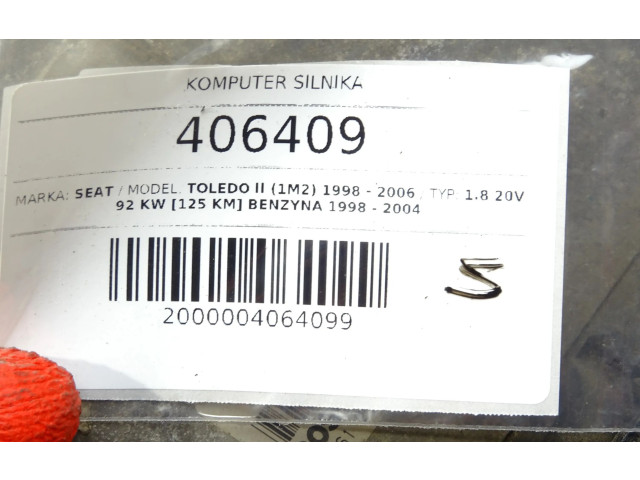 KOMPUTER SILNIKA
406409
MARKA: SEAT / MODEL. TOLEDO II (1M2) 1998 - 2006 , TYP. 1.8 20V
92 KW [125 KM] BENZYNA 1998 - 2004
2000004064099